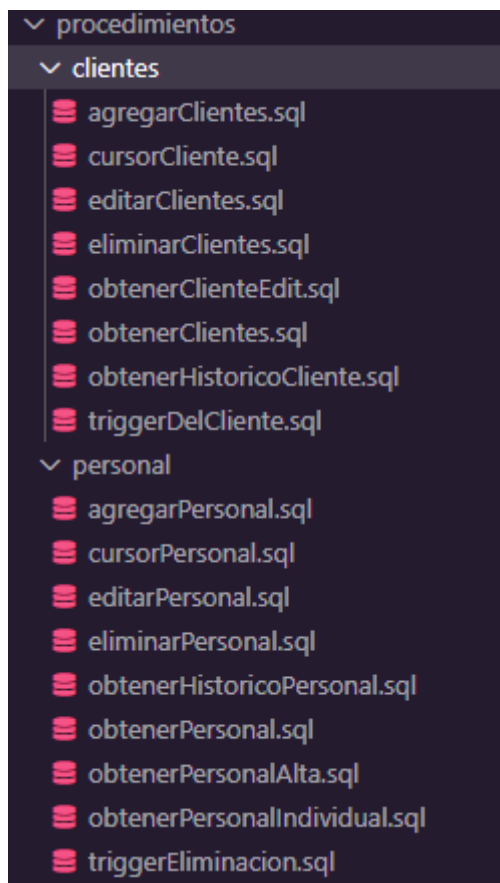 procedimientos
clientes
agregarClientes.sql
cursorCliente.sql
editarClientes.sql
eliminarClientes.sql
obtenerClienteEdit.sql
obtenerClientes.sql
obtenerHistoricoCliente.sql
triggerDelCliente.sql
personal
agregarPersonal.sql
cursorPersonal.sql
editarPersonal.sql
eliminarPersonal.sql
obtenerHistoricoPersonal.sql
obtenerPersonal.sql
obtenerPersonalAlta.sql
obtenerPersonalIndividual.sql
triggerEliminacion.sql